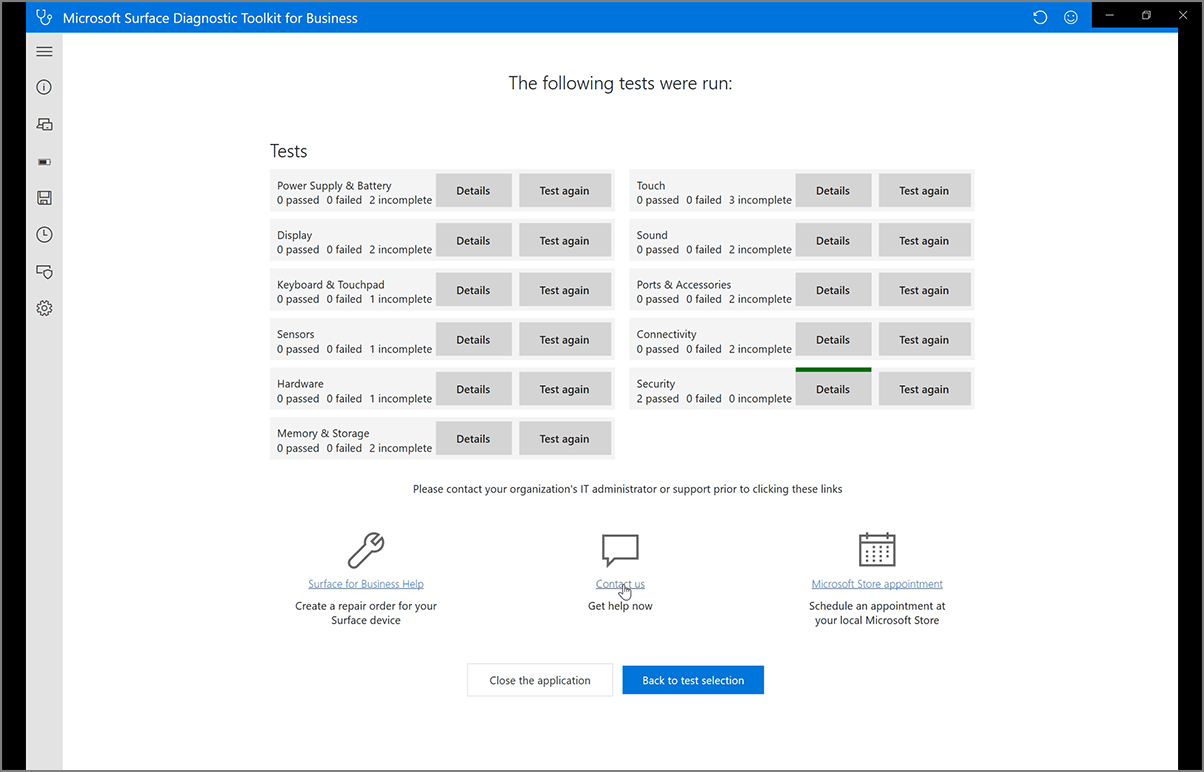 Microsoft Surface Diagnostic Toolkit for Business
The following tests were run:
Tests
Power Supply & Battery
0 passed 0 failed 2 incomplete
Details
Test again
Touch
0 passed 0 failed 3 incomplete
Details
Test again
Display
0 passed 0 failed 2 incomplete
Details
Test again
Sound
0 passed 0 failed 2 incomplete
Details
Test again
Keyboard & Touchpad
0 passed 0 failed 1 incomplete
Details
Test again
Ports & Accessories
0 passed 0 failed 2 incomplete
Details
Test again
Sensors
0 passed 0 failed 1 incomplete
Details
Test again
Connectivity
0 passed 0 failed 2 incomplete
Details
Test again
Hardware
0 passed 0 failed 1 incomplete
Details
Test again
Security
2 passed 0 failed 0 incomplete
Details
Test again
Memory & Storage
0 passed 0 failed 2 incomplete
Details
Test again
Please contact your organization's IT administrator or support prior to clicking these links
Surface for Business Help
Create a repair order for your
Surface device
Contact us
Get help now
Microsoft Store appointment
Schedule an appointment at
your local Microsoft Store
Close the application
Back to test selection